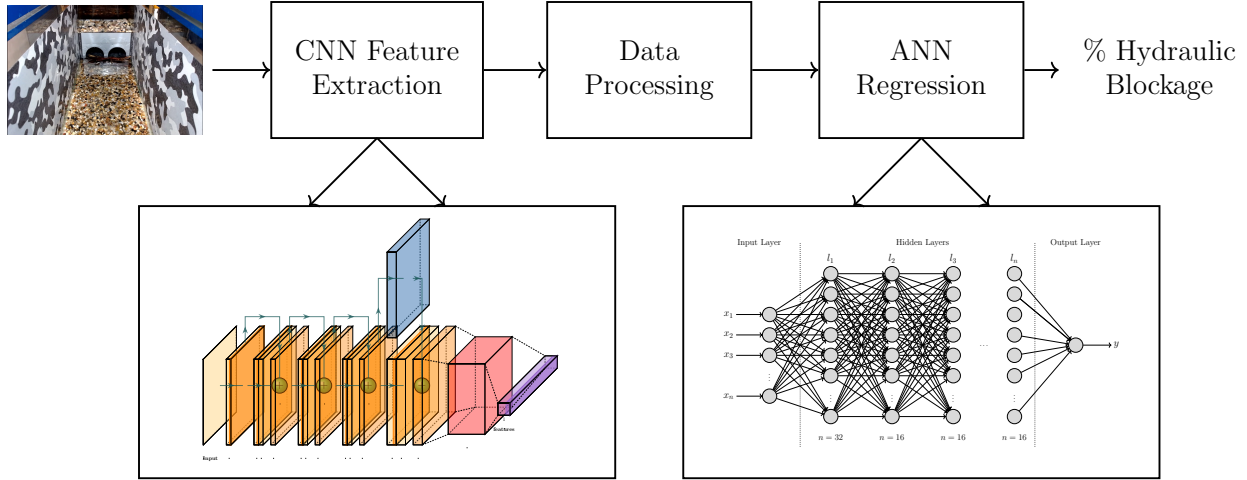 CNN Feature
Extraction
Data
Processing
ANN
Regression
% Hydraulic
Blockage
Input
features
Input Layer
Hidden Layers
Output Layer
l₁
l₂
l₃
lₙ
x₁
x₂
x₃
xₙ
...
y
n = 32
n = 16
n = 16
n = 16